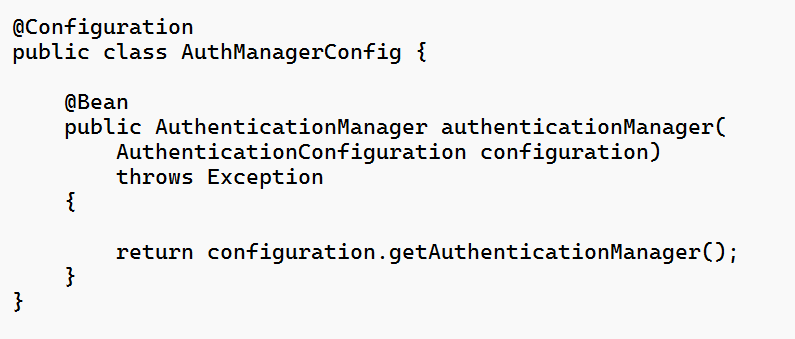 @Configuration
public class AuthManagerConfig {
@Bean
public AuthenticationManager authenticationManager(
AuthenticationConfiguration configuration)
throws Exception
{
return configuration.getAuthenticationManager();
}
}